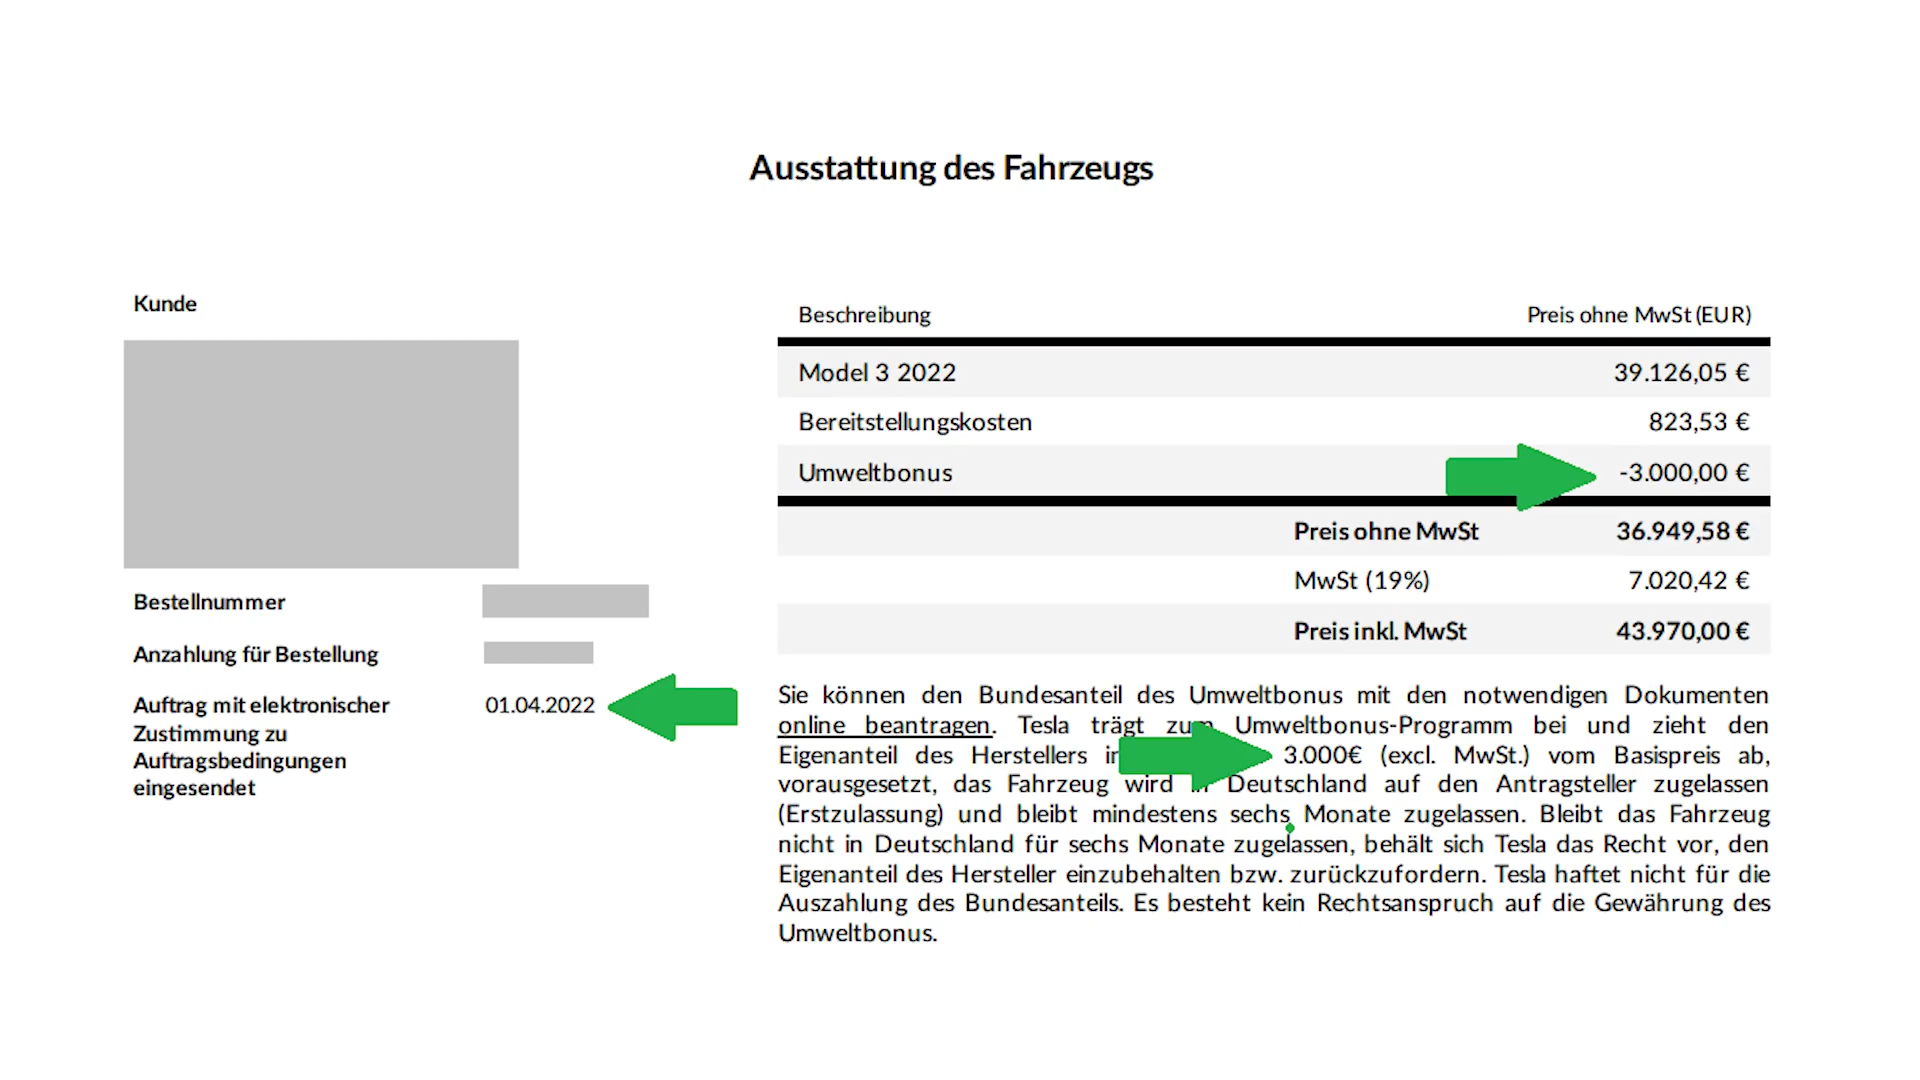 Ausstattung des Fahrzeugs
Kunde
Bestellnummer
Anzahlung für Bestellung
Auftrag mit elektronischer 01.04.2022
Zustimmung zu
Auftragsbedingungen
eingesendet
Beschreibung Preis ohne MwSt (EUR)
Model 3 2022 39.126,05 €
Bereitstellungskosten 823,53 €
Umweltbonus -3.000,00 €
Preis ohne MwSt 36.949,58 €
MwSt (19%) 7.020,42 €
Preis inkl. MwSt 43.970,00 €
Sie können den Bundesanteil des Umweltbonus mit den notwendigen Dokumenten
online beantragen. Tesla trägt zum Umweltbonus-Programm bei und zieht den
Eigenanteil des Herstellers 3.000€ (excl. MwSt.) vom Basispreis ab,
vorausgesetzt, das Fahrzeug wird in Deutschland auf den Antragsteller zugelassen
(Erstzulassung) und bleibt mindestens sechs Monate zugelassen. Bleibt das Fahrzeug
nicht in Deutschland für sechs Monate zugelassen, behält sich Tesla das Recht vor, den
Eigenanteil des Hersteller einzubehalten bzw. zurückzufordern. Tesla haftet nicht für die
Auszahlung des Bundesanteils. Es besteht kein Rechtsanspruch auf die Gewährung des
Umweltbonus.